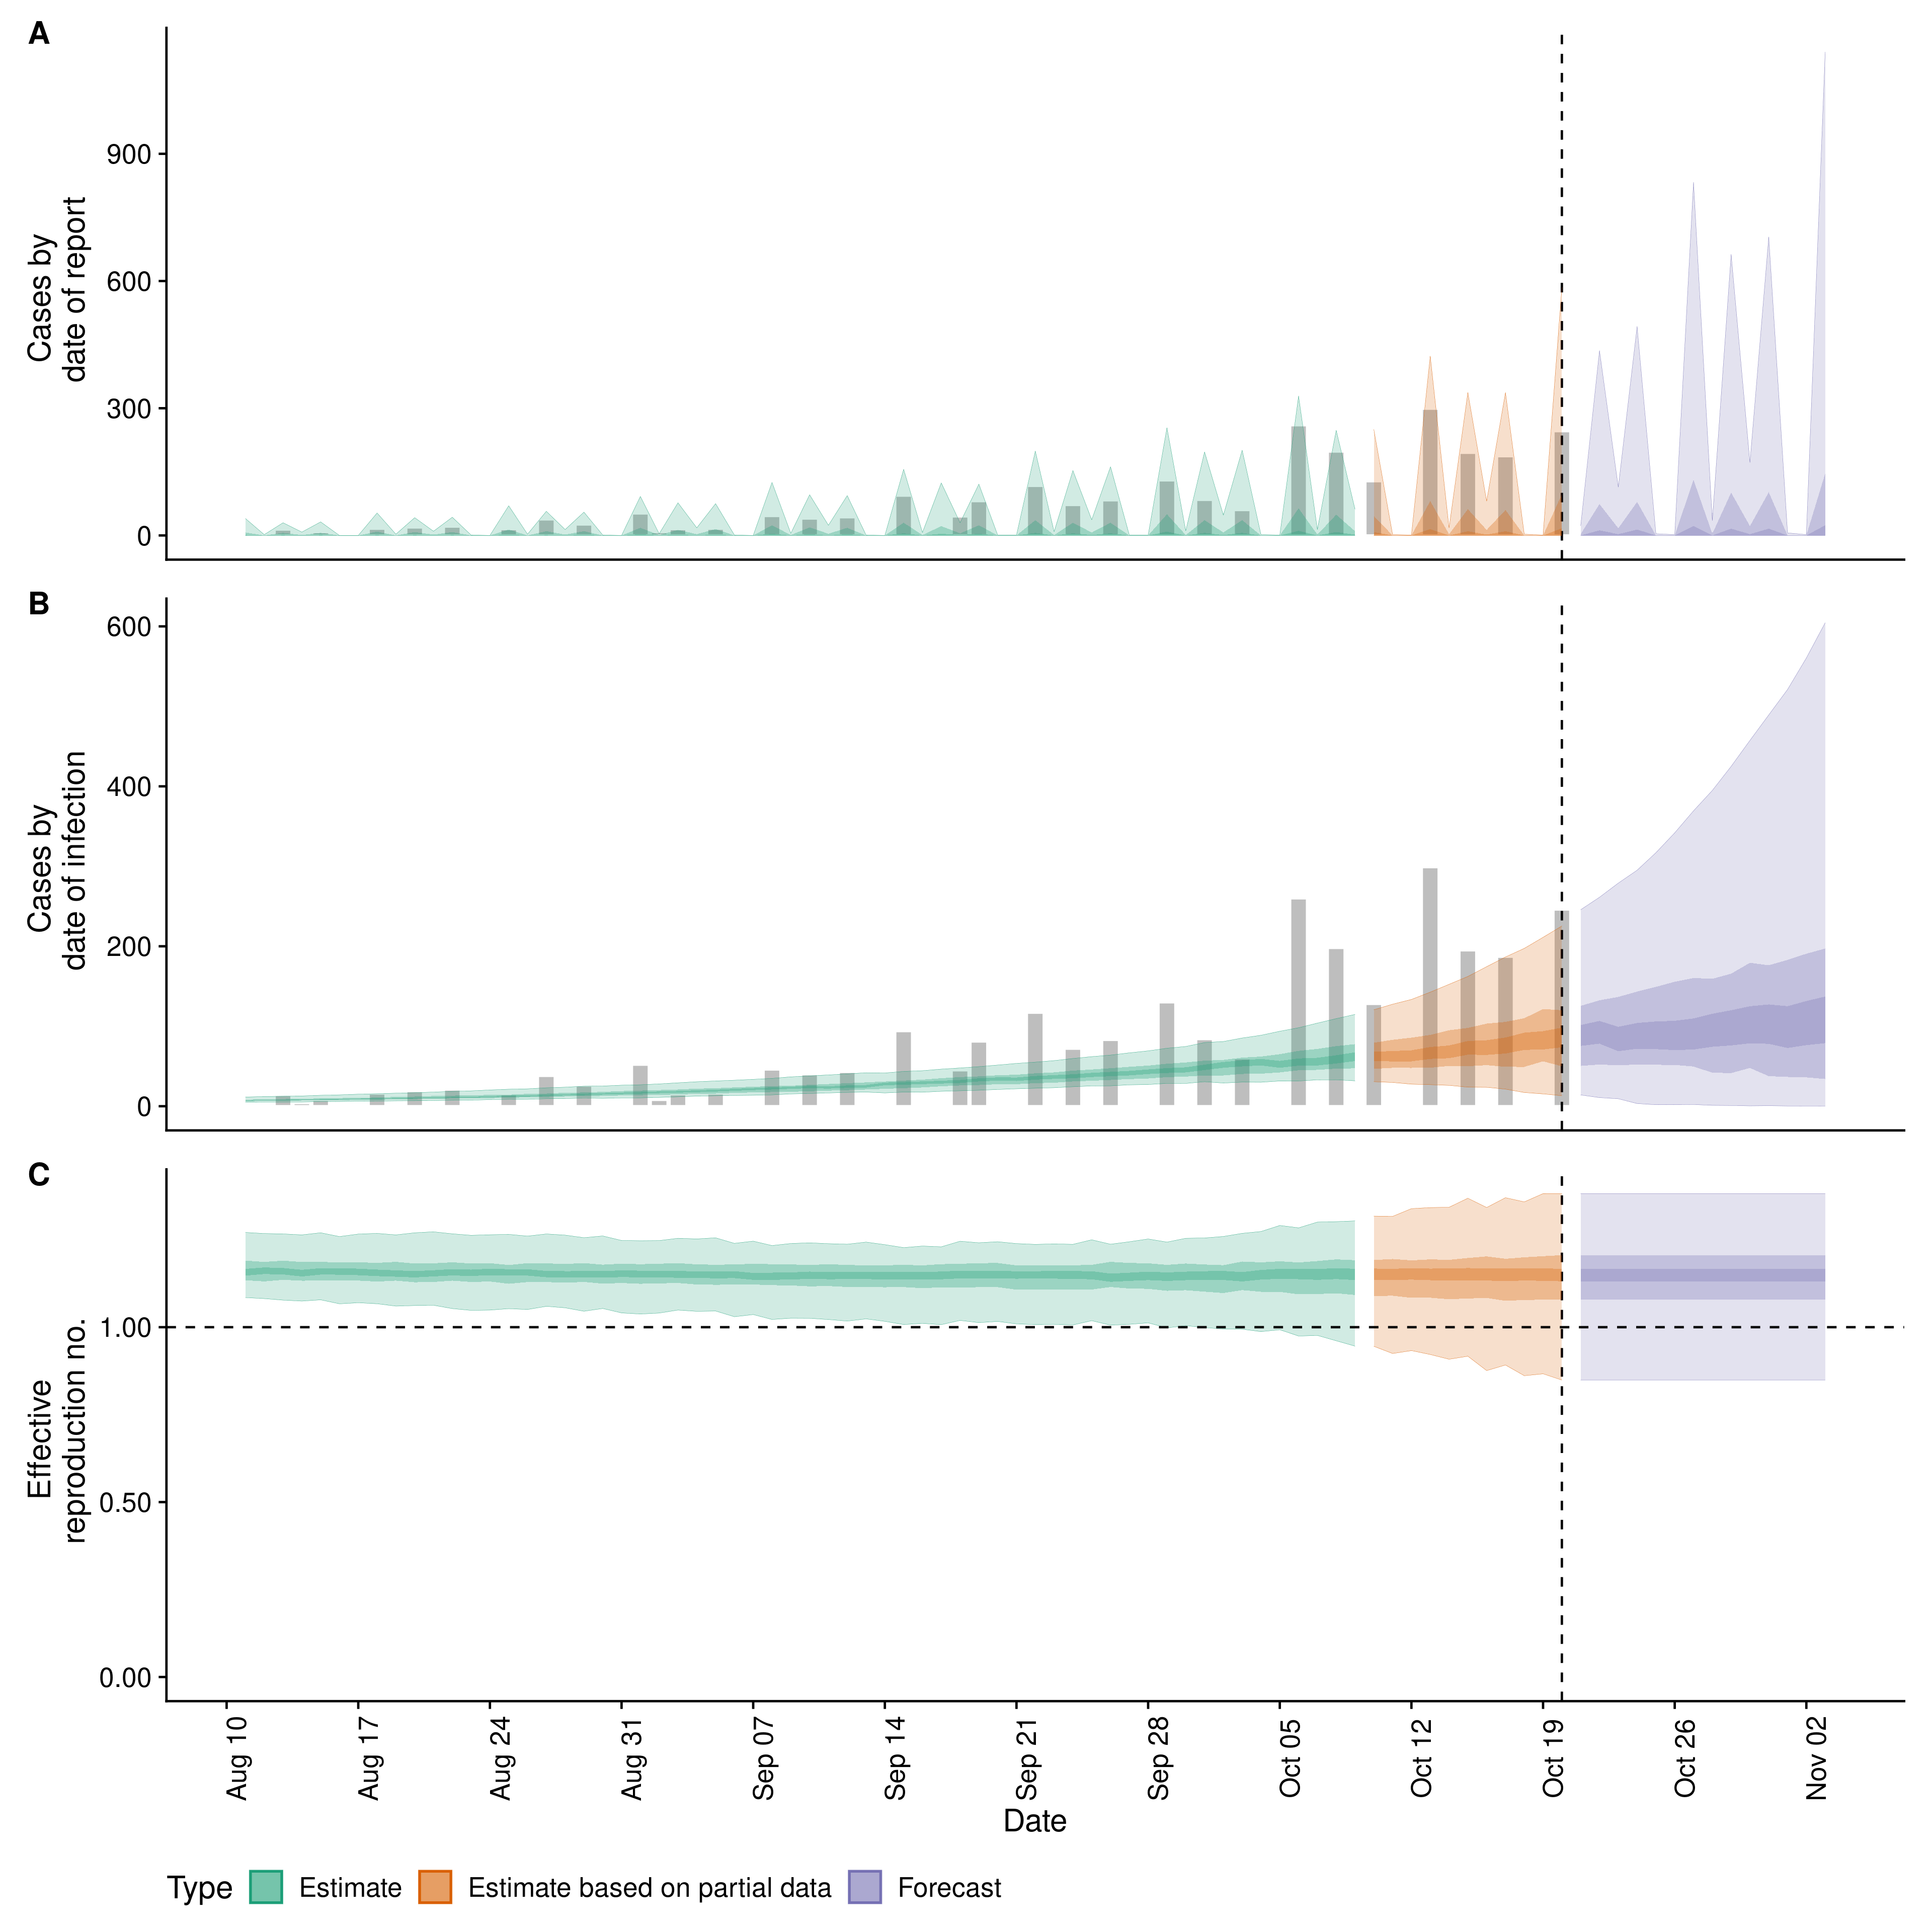 A
Cases by
date of report
900
600
300
0
B
Cases by
date of infection
600
400
200
0
C
Effective
reproduction no.
1.00
0.50
0.00
Aug 10
Aug 17
Aug 24
Aug 31
Sep 07
Sep 14
Sep 21
Sep 28
Oct 05
Oct 12
Oct 19
Oct 26
Nov 02
Date
Type Estimate Estimate based on partial data Forecast